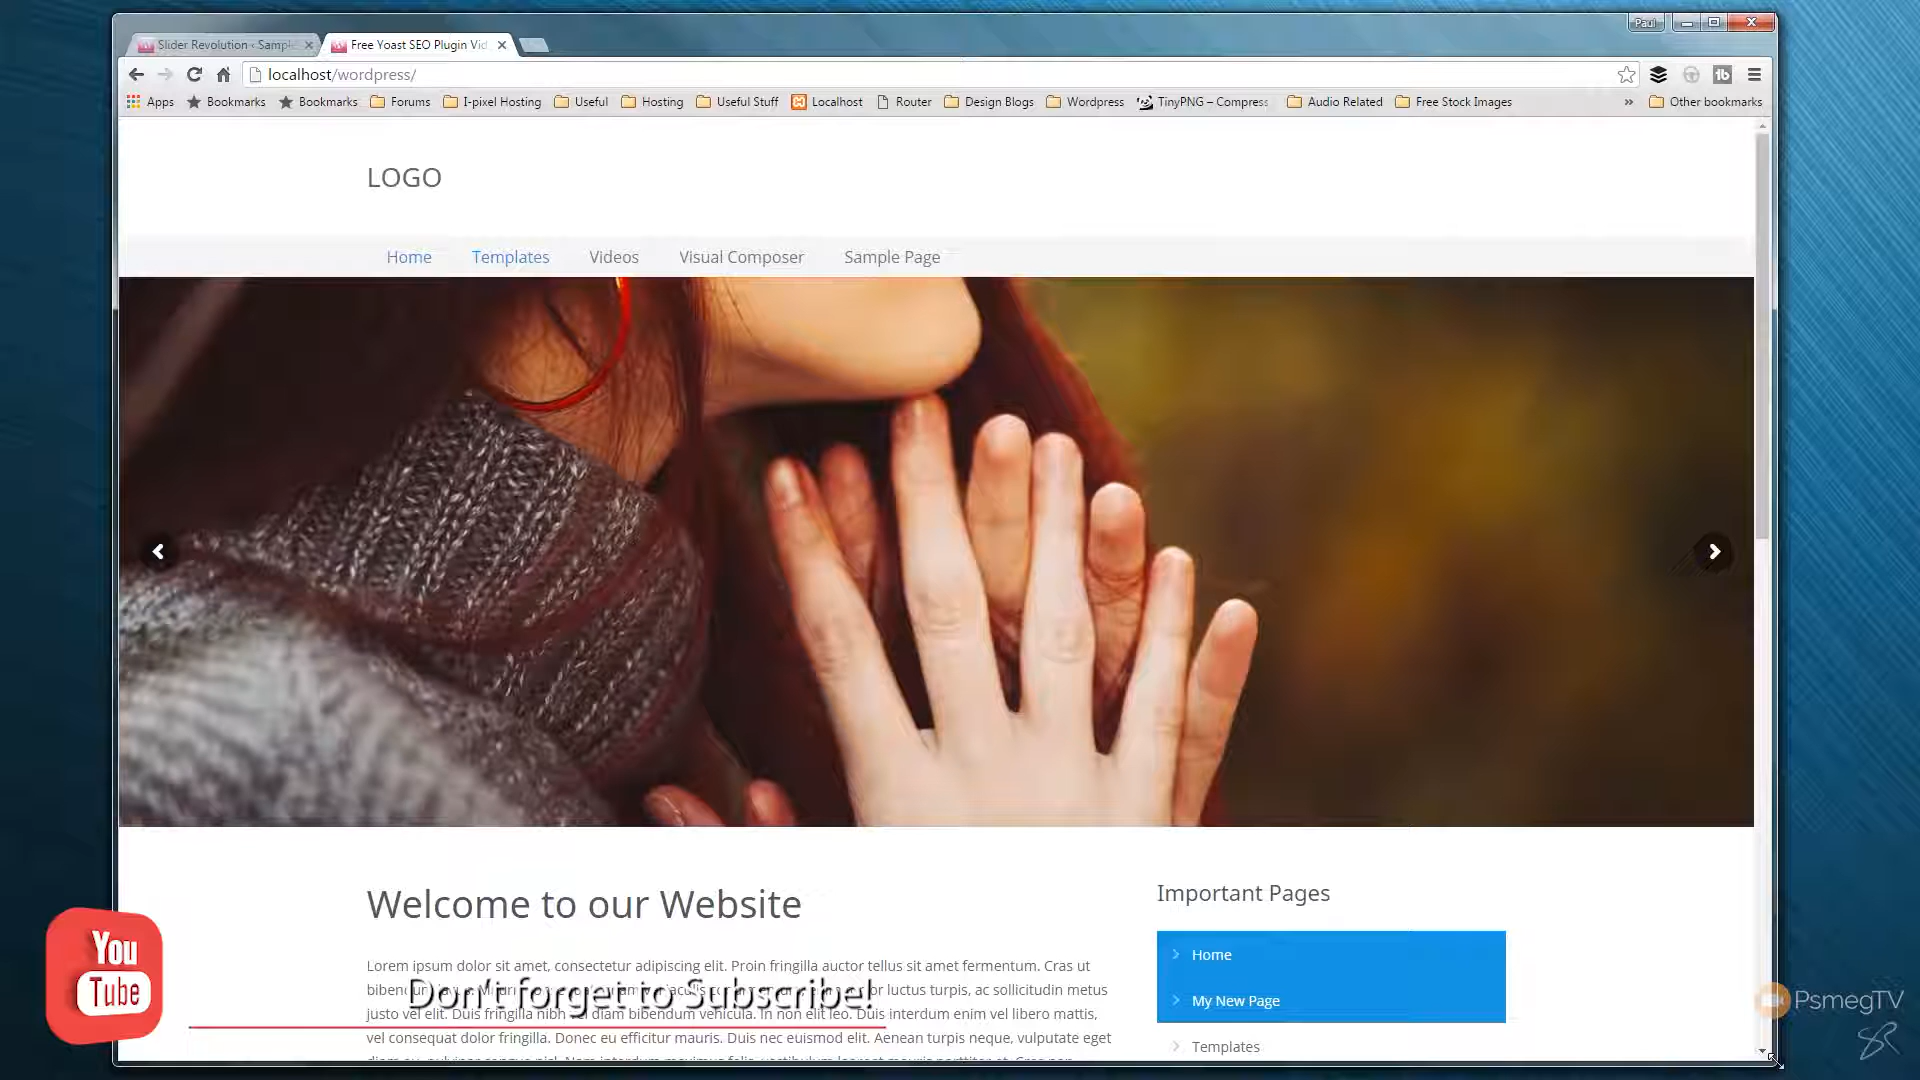 Paul
Slider Revolution ‹ Sampl
Free Yoast SEO Plugin Vid
localhost/wordpress/
Apps
Bookmarks
Bookmarks
Forums
I-pixel Hosting
Useful
Hosting
Useful Stuff
Localhost
Router
Design Blogs
Wordpress
TinyPNG – Compress
Audio Related
Free Stock Images
»
Other bookmarks
LOGO
Home
Templates
Videos
Visual Composer
Sample Page
Welcome to our Website
Lorem ipsum dolor sit amet, consectetur adipiscing elit. Proin fringilla auctor tellus sit amet fermentum. Cras ut
luctus turpis, ac sollicitudin metus
justo vel elit. Duis fringilla nibh vel diam bibendum vehicula. In non elit leo. Duis interdum enim vel libero mattis,
vel consequat dolor fringilla. Donec eu efficitur mauris. Duis nec euismod elit. Aenean turpis neque, vulputate eget
Important Pages
Home
My New Page
Templates
You
Tube
Don't forget to Subscribe!
PsmegTV